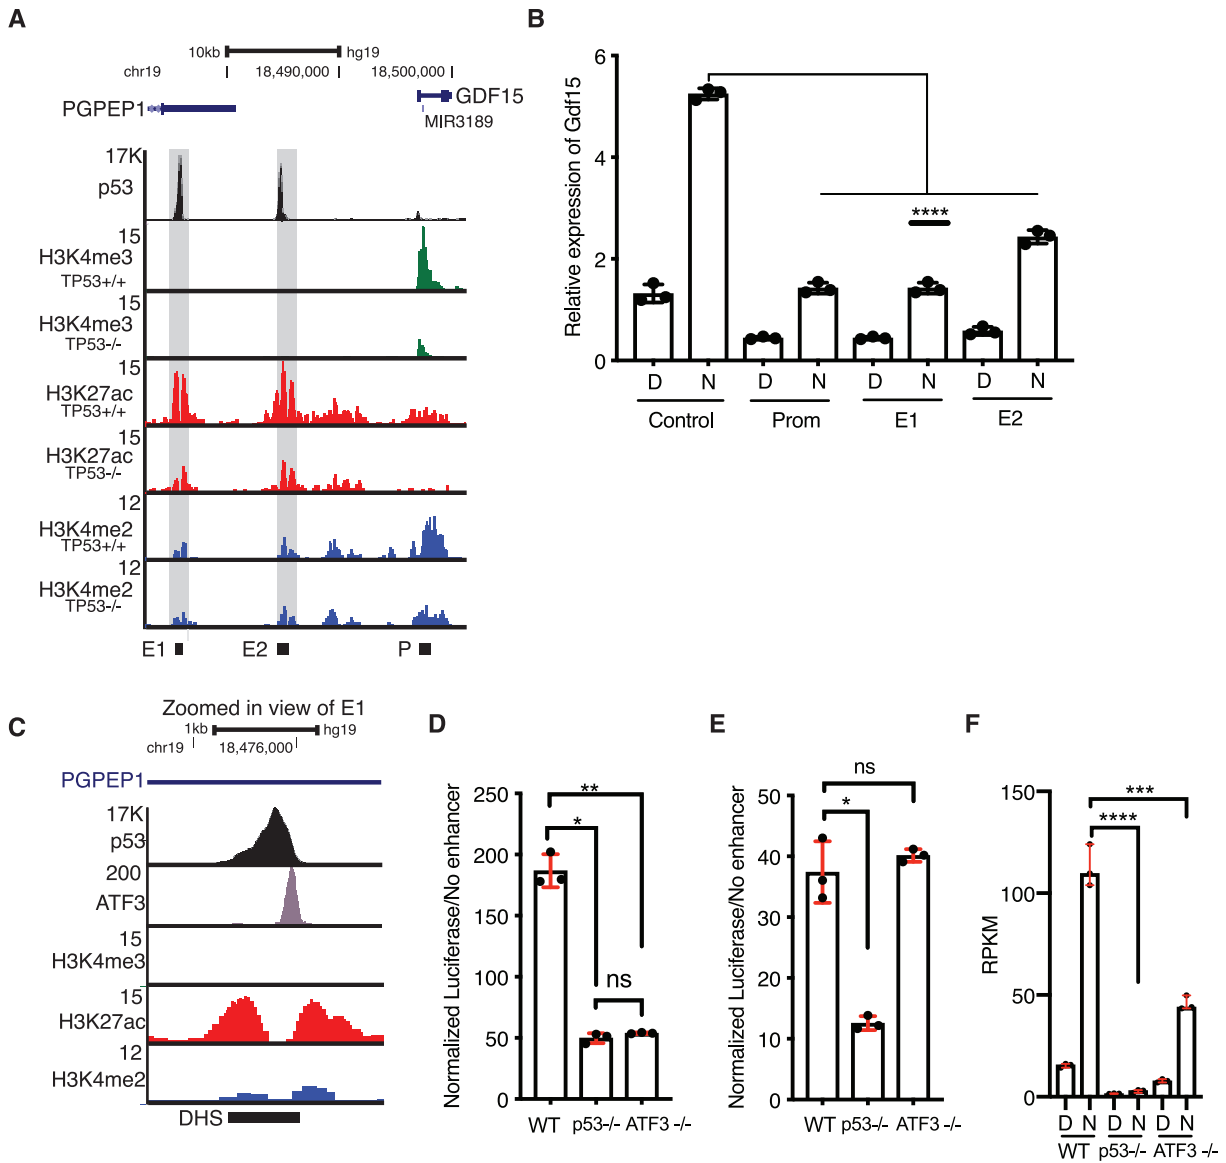 A
10kb hg19
chr19 18,490,000 18,500,000
PGPEP1 GDF15
MIR3189
17K
p53
15
H3K4me3
TP53+/+
15
H3K4me3
TP53-/-
15
H3K27ac
TP53+/+
15
H3K27ac
TP53-/-
12
H3K4me2
TP53+/+
12
H3K4me2
TP53-/-
E1 E2 P
B
Relative expression of Gdf15
6
4
2
0
****
D N D N D N D N
Control Prom E1 E2
C
Zoomed in view of E1
1kb hg19
chr19 18,476,000
PGPEP1
17K
p53
200
ATF3
15
H3K4me3
15
H3K27ac
12
H3K4me2
DHS
D
Normalized Luciferase/No enhancer
250
200
150
100
50
0
**
*
ns
WT p53-/- ATF3 -/-
E
Normalized Luciferase/No enhancer
50
40
30
20
10
0
ns
*
WT p53-/- ATF3 -/-
F
RPKM
150
100
50
0
***
****
D N D N D N
WT p53-/- ATF3 -/-